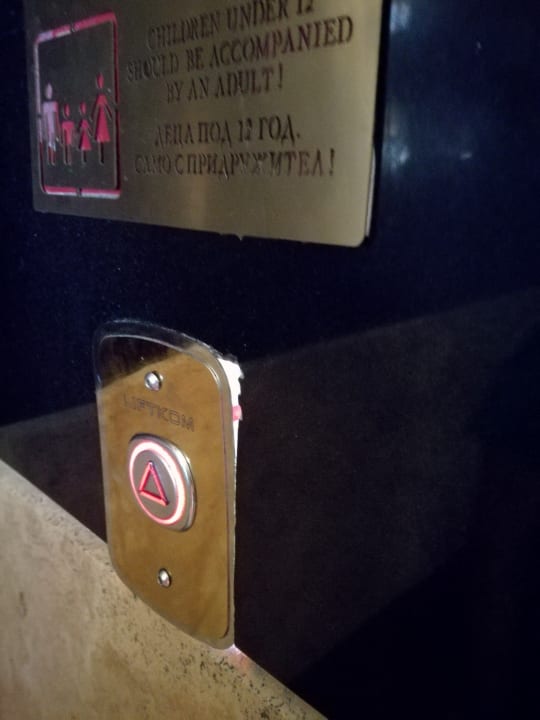 CHILDREN UNDER 12
SHOULD BE ACCOMPANIED
BY AN ADULT!
ДЕЦА ПОД 12 ГОД.
САМО С ПРИДРУЖИТЕЛ!
LIFTKOM